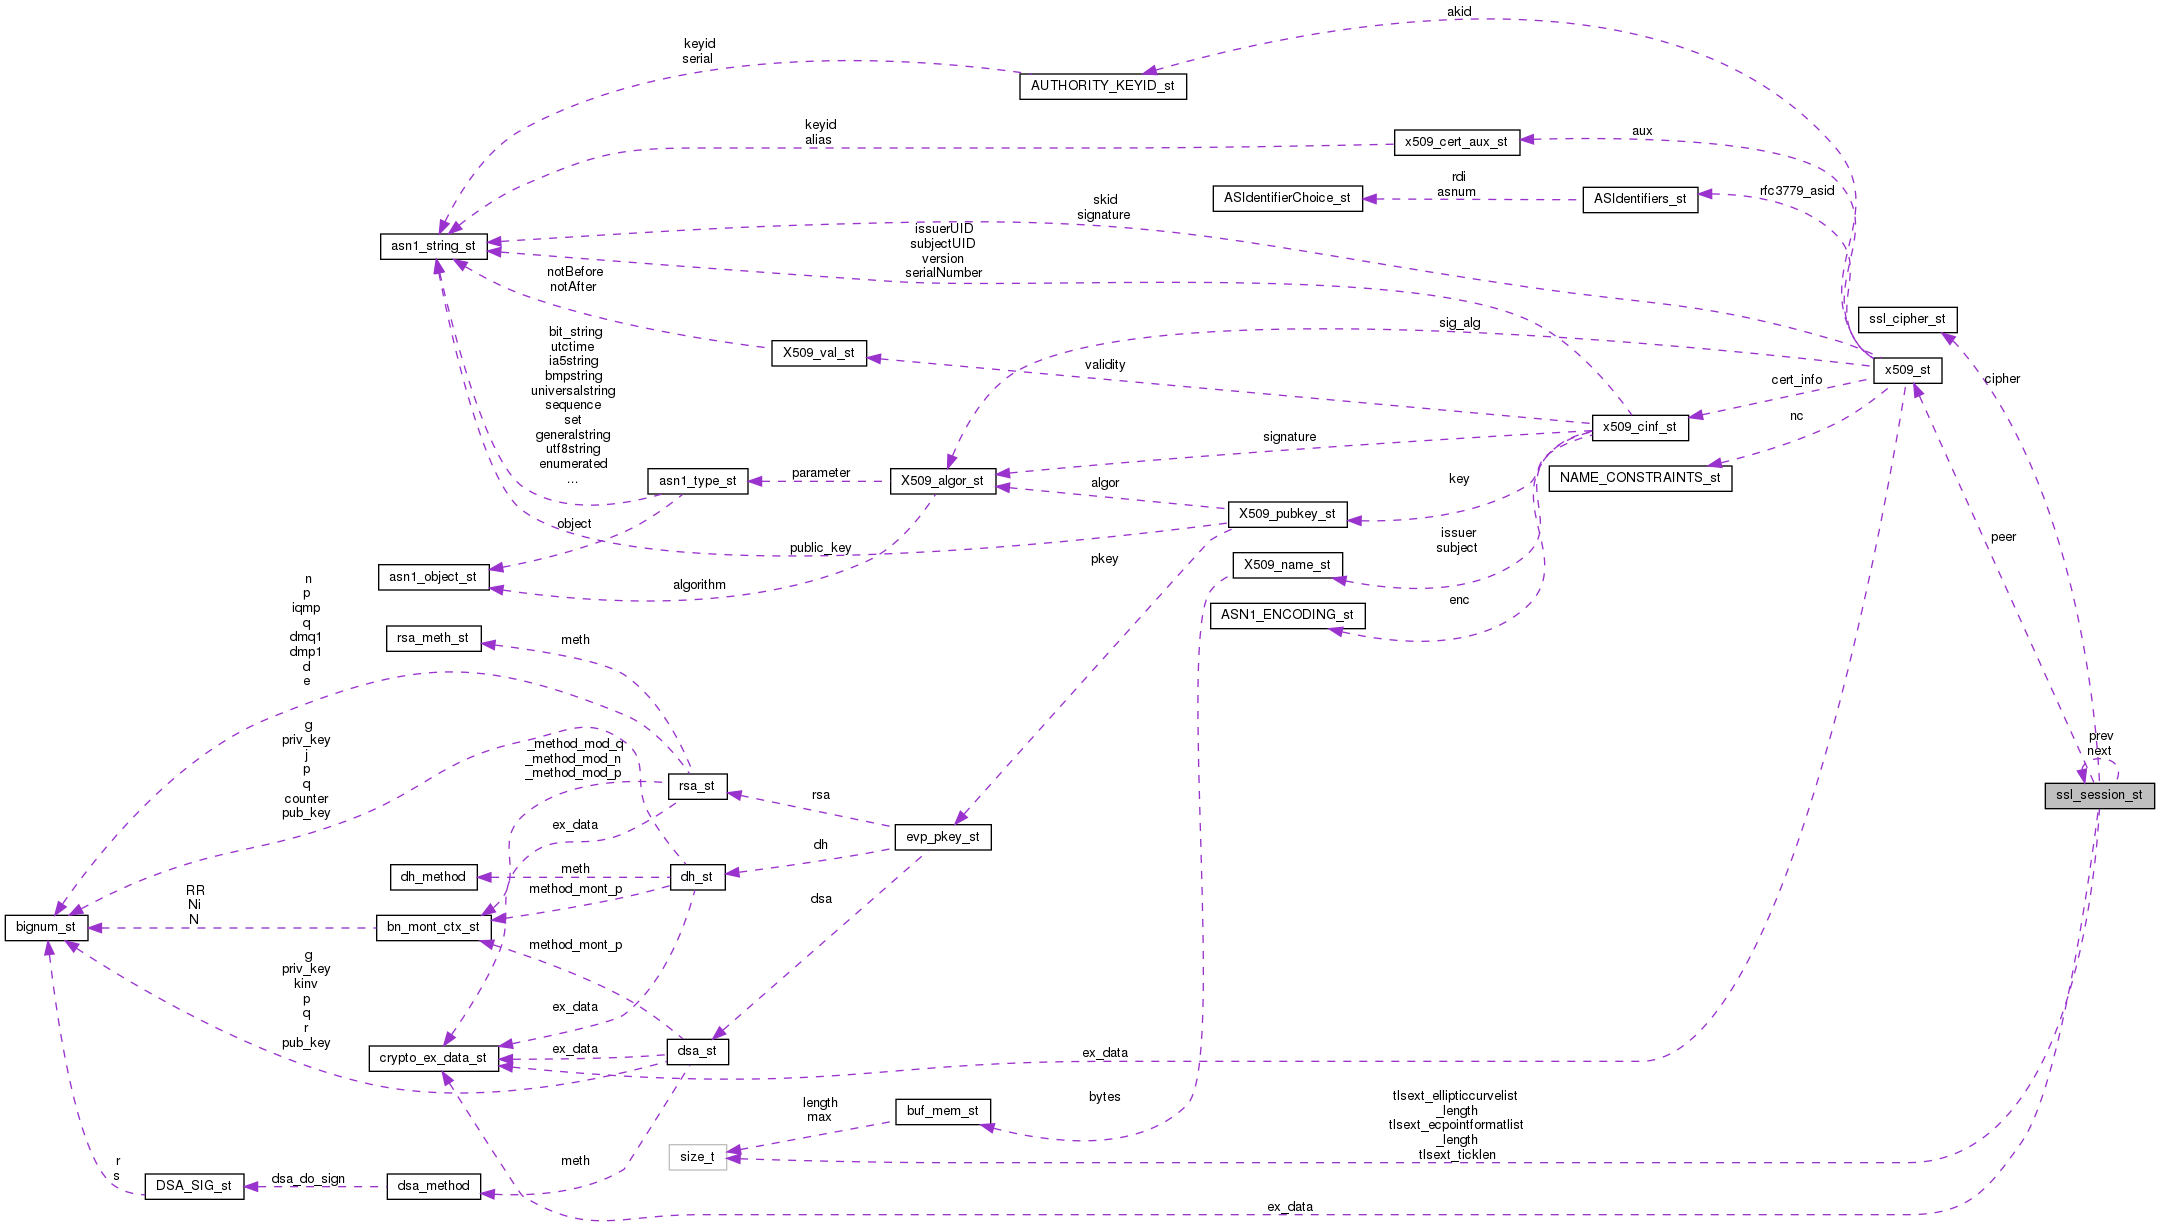 akid
keyid
serial
AUTHORITY_KEYID_st
keyid
alias
x509_cert_aux_st
aux
rdi
asnum
ASIdentifierChoice_st
ASIdentifiers_st
rfc3779_asid
skid
signature
asn1_string_st
issuerUID
subjectUID
version
serialNumber
notBefore
notAfter
ssl_cipher_st
sig_alg
bit_string
utctime
ia5string
bmpstring
universalstring
sequence
set
generalstring
utf8string
enumerated
...
X509_val_st
validity
x509_st
cert_info
cipher
nc
x509_cinf_st
signature
asn1_type_st
parameter
X509_algor_st
algor
key
NAME_CONSTRAINTS_st
X509_pubkey_st
object
public_key
issuer
subject
peer
pkey
X509_name_st
asn1_object_st
algorithm
enc
ASN1_ENCODING_st
n
p
iqmp
q
dmq1
dmp1
d
e
rsa_meth_st
meth
g
priv_key
j
p
q
counter
pub_key
_method_mod_q
_method_mod_n
_method_mod_p
rsa_st
rsa
prev
next
ssl_session_st
ex_data
evp_pkey_st
dh
dh_method
meth
dh_st
method_mont_p
dsa
RR
Ni
N
bignum_st
bn_mont_ctx_st
method_mont_p
g
priv_key
kinv
p
q
r
pub_key
ex_data
crypto_ex_data_st
ex_data
dsa_st
ex_data
length
max
buf_mem_st
bytes
tlsext_ellipticcurvelist
_length
tlsext_ecpointformatlist
_length
tlsext_ticklen
size_t
meth
r
s
DSA_SIG_st
dsa_do_sign
dsa_method
ex_data